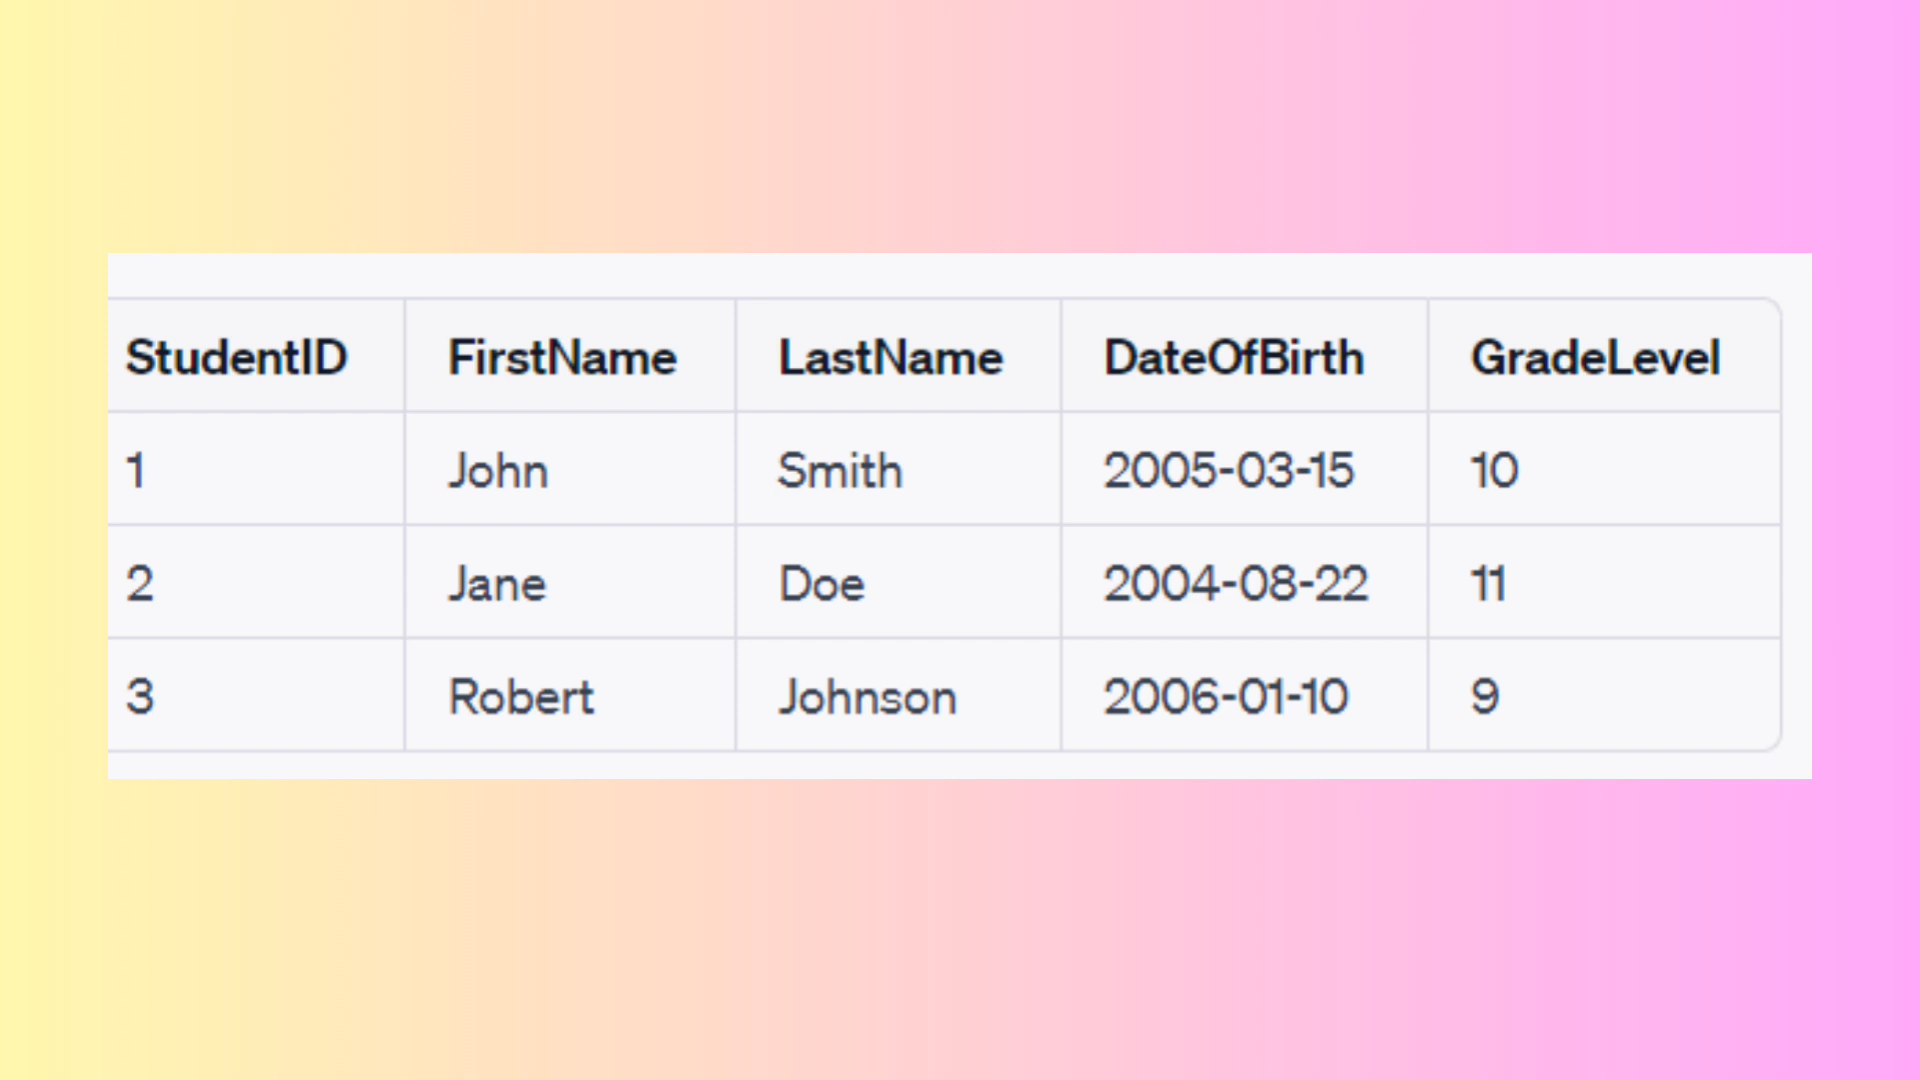 StudentID FirstName LastName DateOfBirth GradeLevel
1 John Smith 2005-03-15 10
2 Jane Doe 2004-08-22 11
3 Robert Johnson 2006-01-10 9